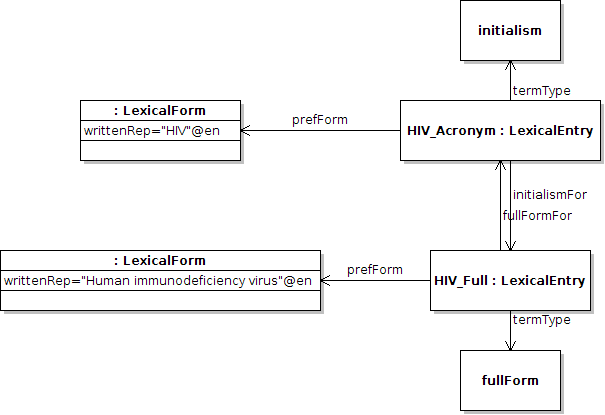 initialism
termType
: LexicalForm
writtenRep="HIV"@en
prefForm
HIV_Acronym : LexicalEntry
initialismFor
fullFormFor
: LexicalForm
writtenRep="Human immunodeficiency virus"@en
prefForm
HIV_Full : LexicalEntry
termType
fullForm